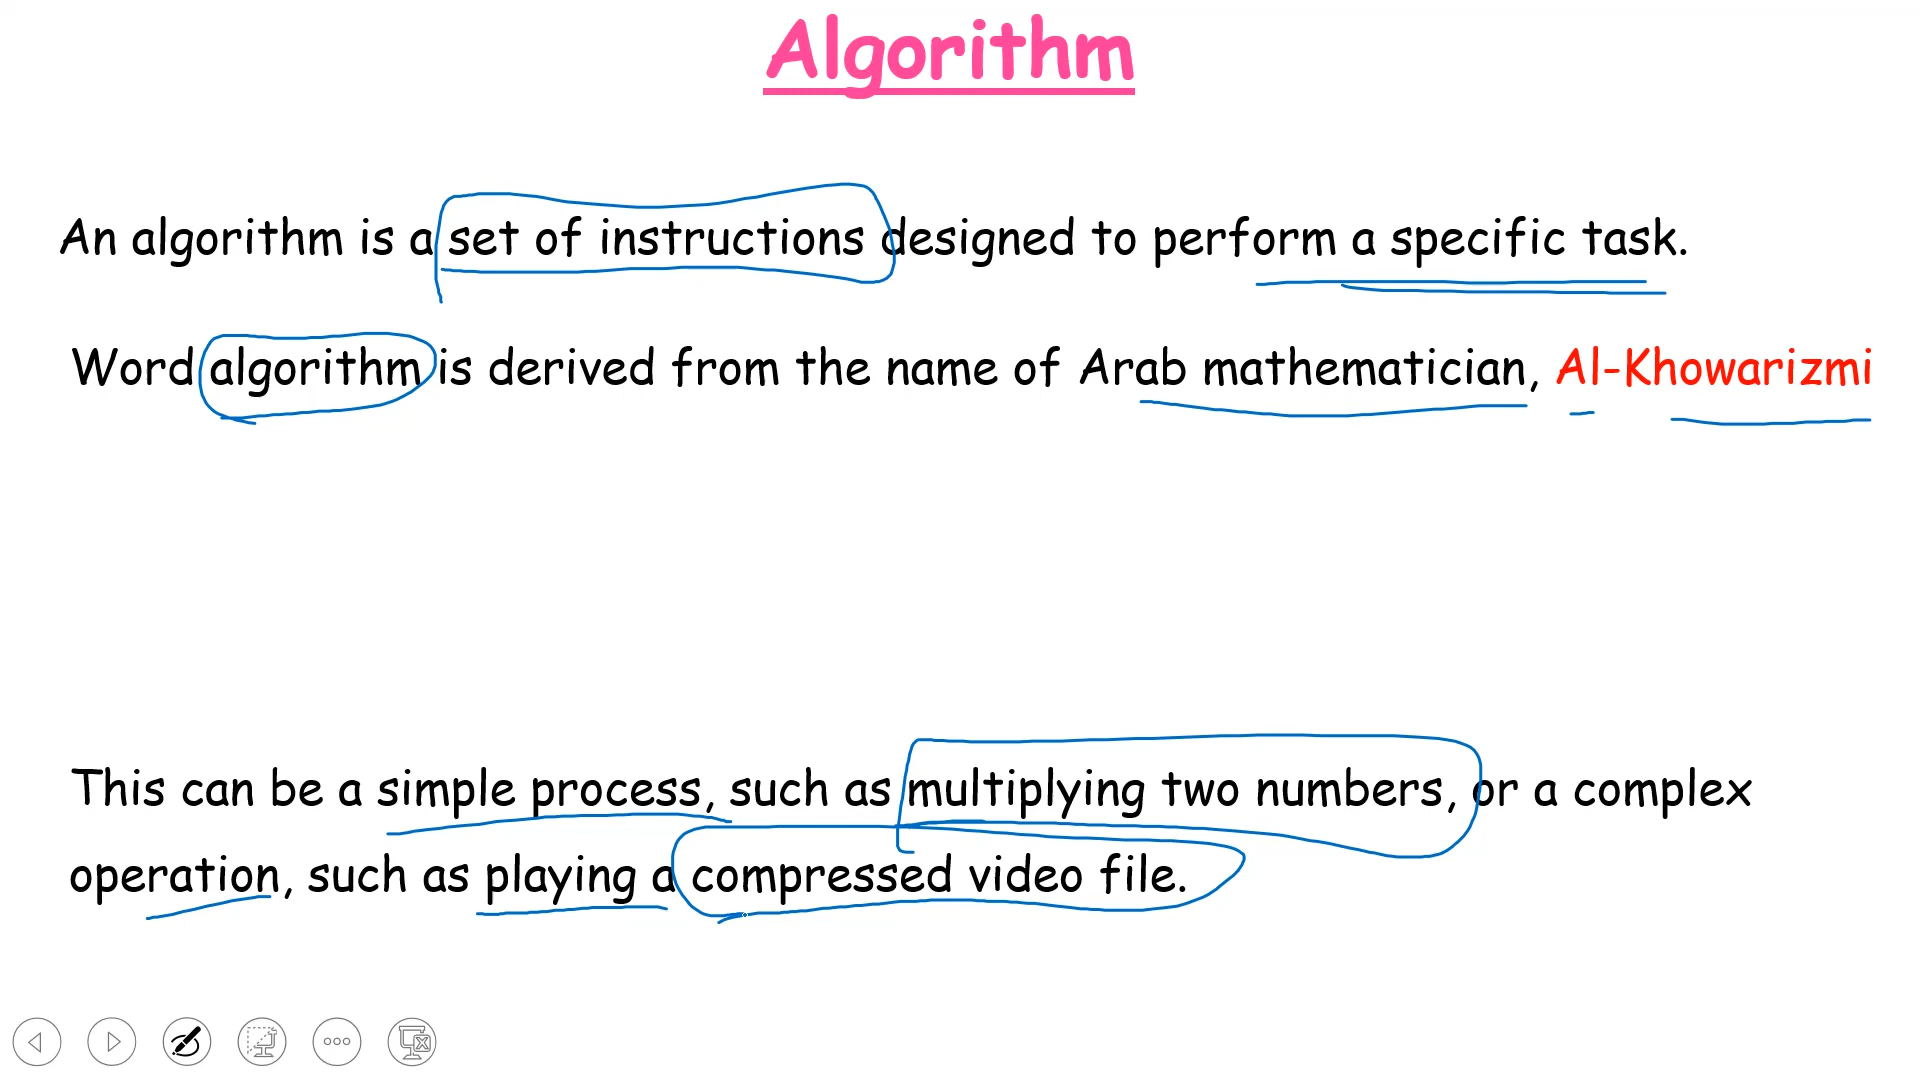 Algorithm
An algorithm is a set of instructions designed to perform a specific task.
Word algorithm is derived from the name of Arab mathematician, Al-Khowarizmi
This can be a simple process, such as multiplying two numbers, or a complex
operation, such as playing a compressed video file.